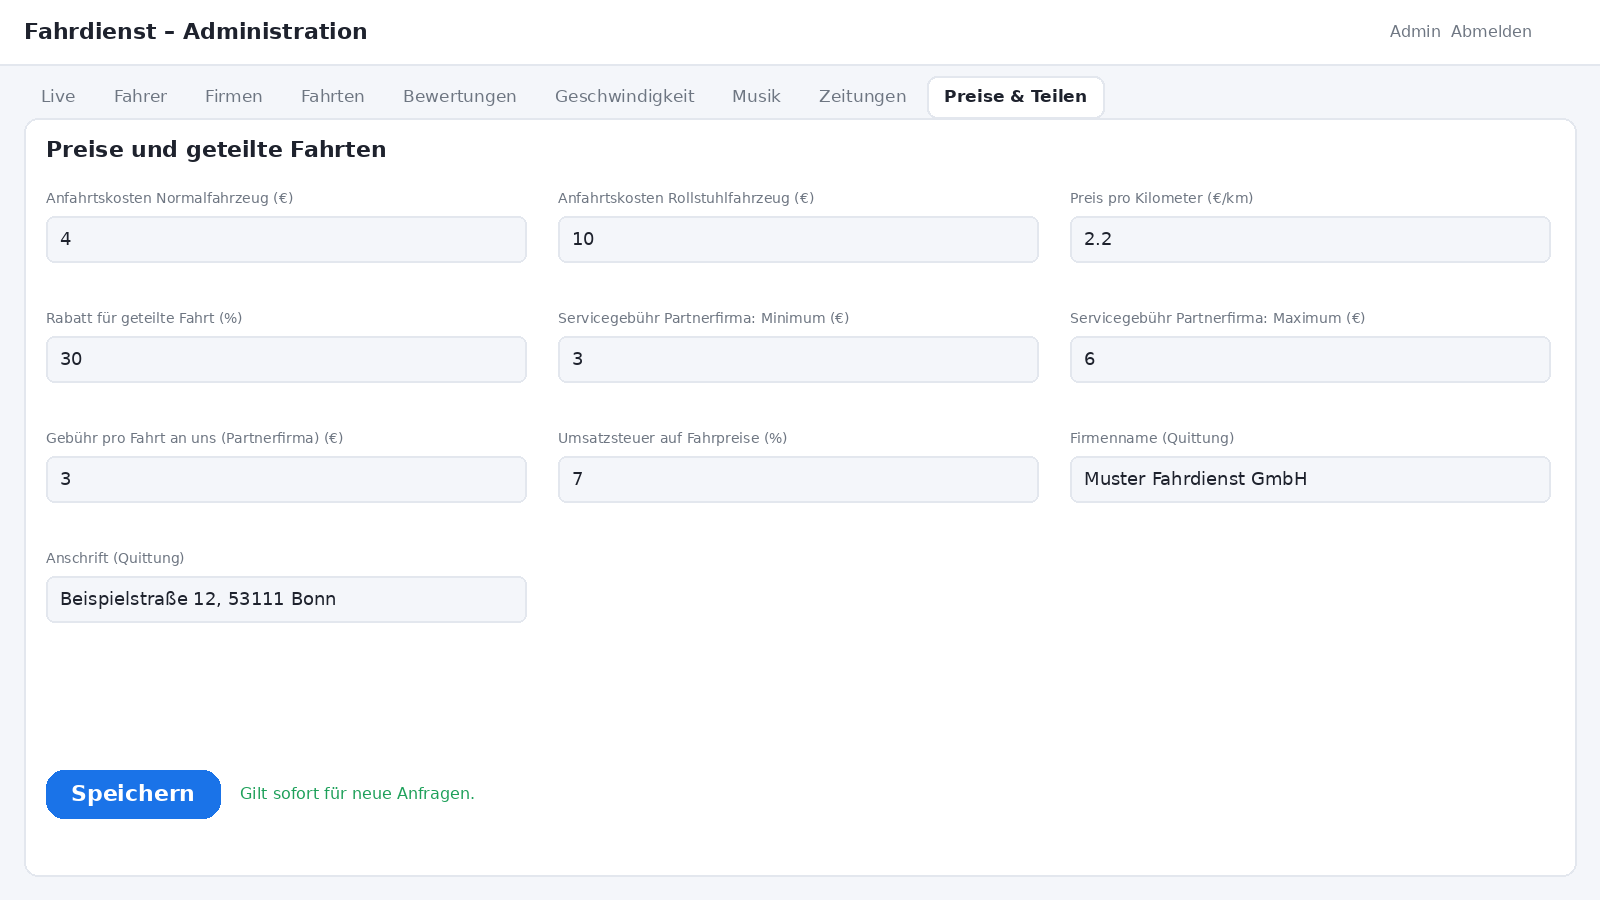 Fahrdienst – Administration
Admin Abmelden
Live Fahrer Firmen Fahrten Bewertungen Geschwindigkeit Musik Zeitungen Preise & Teilen
Preise und geteilte Fahrten
Anfahrtskosten Normalfahrzeug (€) Anfahrtskosten Rollstuhlfahrzeug (€) Preis pro Kilometer (€/km)
4 10 2.2
Rabatt für geteilte Fahrt (%) Servicegebühr Partnerfirma: Minimum (€) Servicegebühr Partnerfirma: Maximum (€)
30 3 6
Gebühr pro Fahrt an uns (Partnerfirma) (€) Umsatzsteuer auf Fahrpreise (%) Firmenname (Quittung)
3 7 Muster Fahrdienst GmbH
Anschrift (Quittung)
Beispielstraße 12, 53111 Bonn
Speichern Gilt sofort für neue Anfragen.